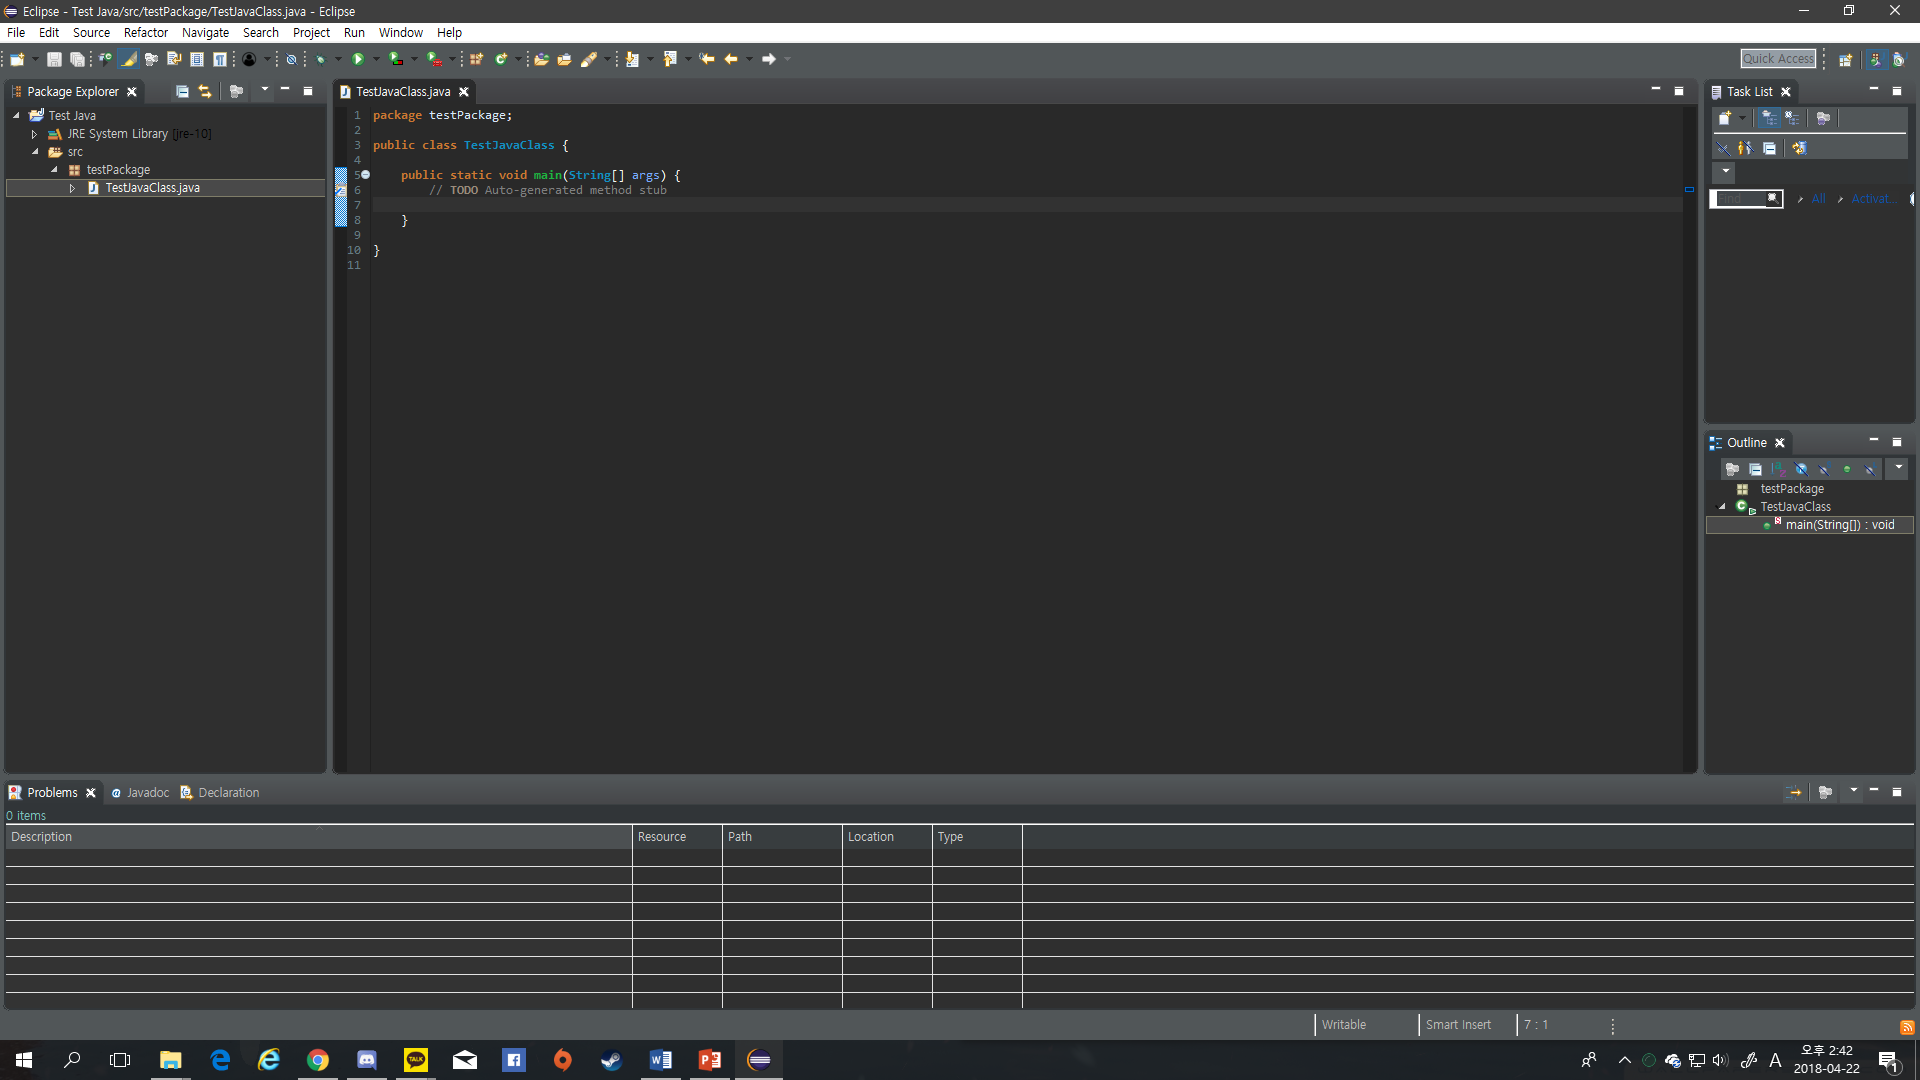 Eclipse - Test Java/src/testPackage/TestJavaClass.java - Eclipse
File Edit Source Refactor Navigate Search Project Run Window Help
Quick Access
Package Explorer
Test Java
JRE System Library [jre-10]
src
testPackage
TestJavaClass.java
TestJavaClass.java
1 package testPackage;
2
3 public class TestJavaClass {
4
5 public static void main(String[] args) {
6 // TODO Auto-generated method stub
7
8 }
9
10 }
11
Task List
Find All Activat...
Outline
testPackage
TestJavaClass
main(String[]) : void
Problems Javadoc Declaration
0 items
Description Resource Path Location Type
Writable Smart Insert 7 : 1
TALK
A 오후 2:42
2018-04-22
1